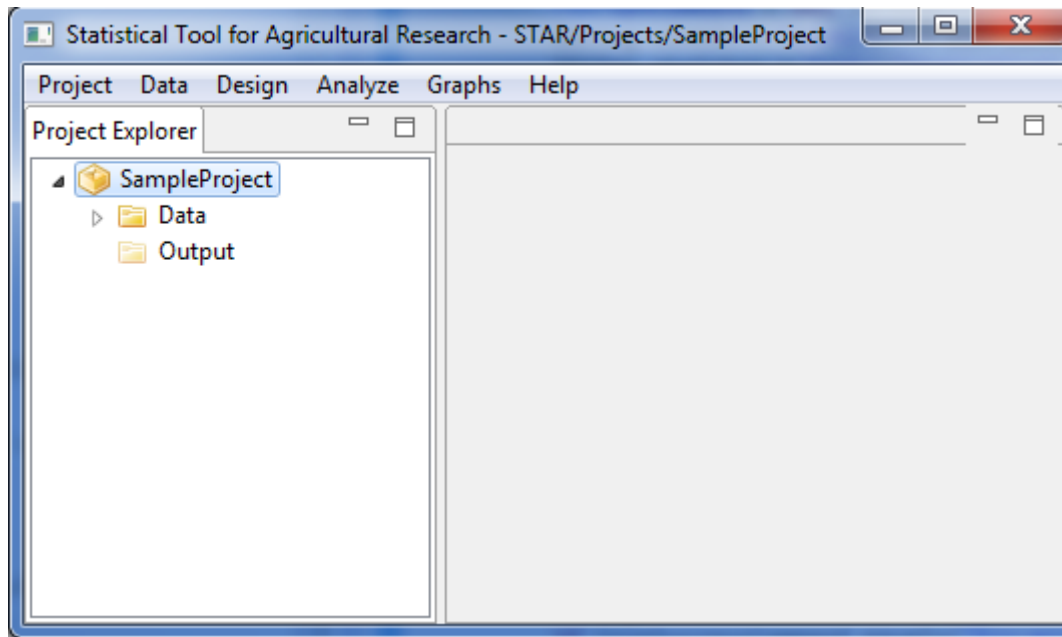 Statistical Tool for Agricultural Research - STAR/Projects/SampleProject
Project Data Design Analyze Graphs Help
Project Explorer
SampleProject
Data
Output